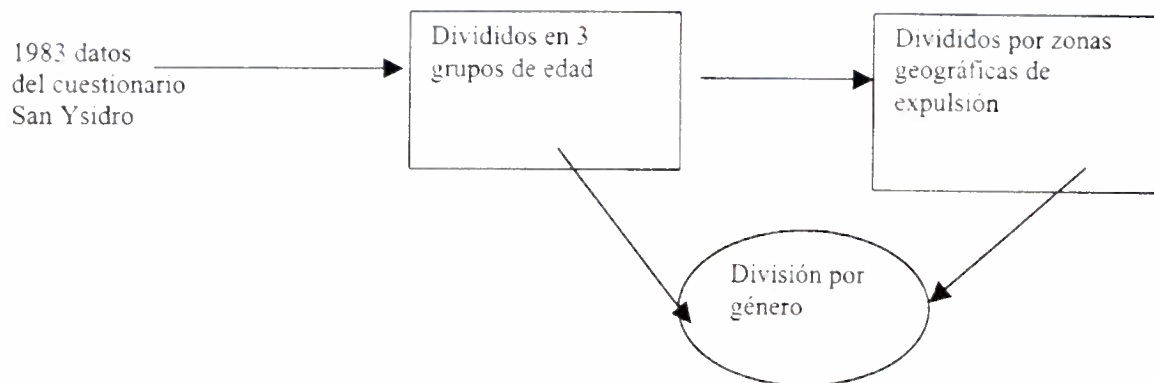 1983 datos
del cuestionario
San Ysidro
Divididos en 3
grupos de edad
Divididos por zonas
geográficas de
expulsión
División por
género